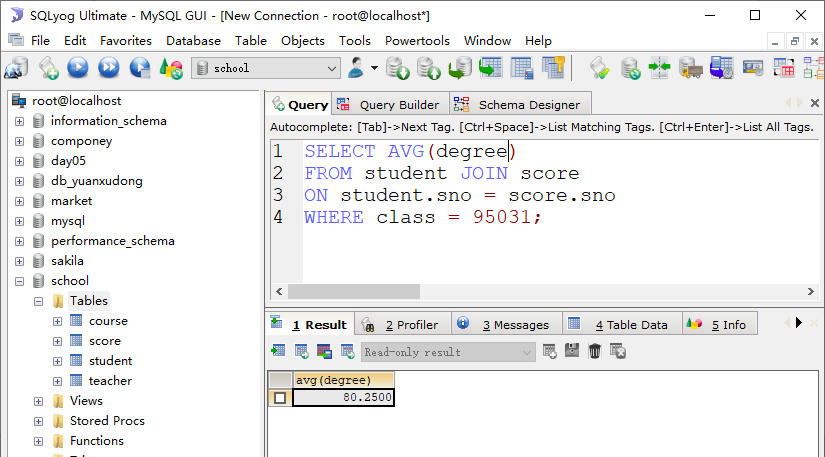 SQLyog Ultimate - MySQL GUI - [New Connection - root@localhost*]
File Edit Favorites Database Table Objects Tools Powertools Window Help
school
root@localhost
information_schema
componey
day05
db_yuanxudong
market
mysql
performance_schema
sakila
school
Tables
course
score
student
teacher
Views
Stored Procs
Functions
Query Query Builder Schema Designer
Autocomplete: [Tab]->Next Tag. [Ctrl+Space]->List Matching Tags. [Ctrl+Enter]->List All Tags.
1 SELECT AVG(degree)
2 FROM student JOIN score
3 ON student.sno = score.sno
4 WHERE class = 95031;
1 Result 2 Profiler 3 Messages 4 Table Data 5 Info
Read-only result
avg(degree)
80.2500